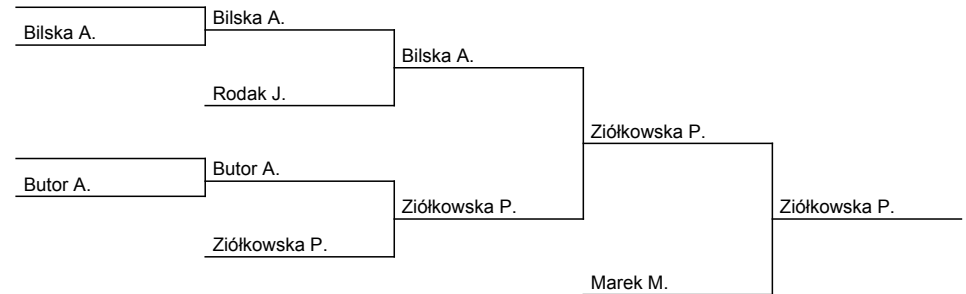 Bilska A.
Bilska A.
Bilska A.
Rodak J.
Ziółkowska P.
Butor A.
Butor A.
Ziółkowska P.
Ziółkowska P.
Ziółkowska P.
Marek M.